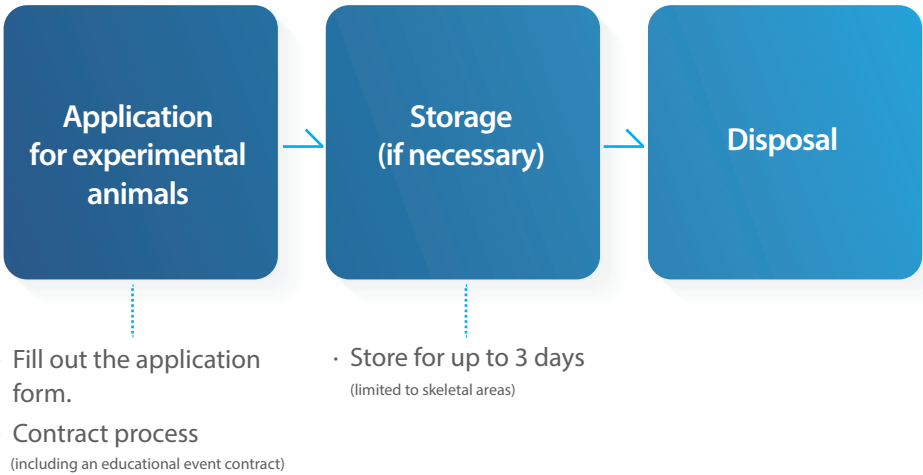 Application
for experimental
animals
Storage
(if necessary)
Disposal
· Fill out the application
form.
· Contract process
(including an educational event contract)
· Store for up to 3 days
(limited to skeletal areas)